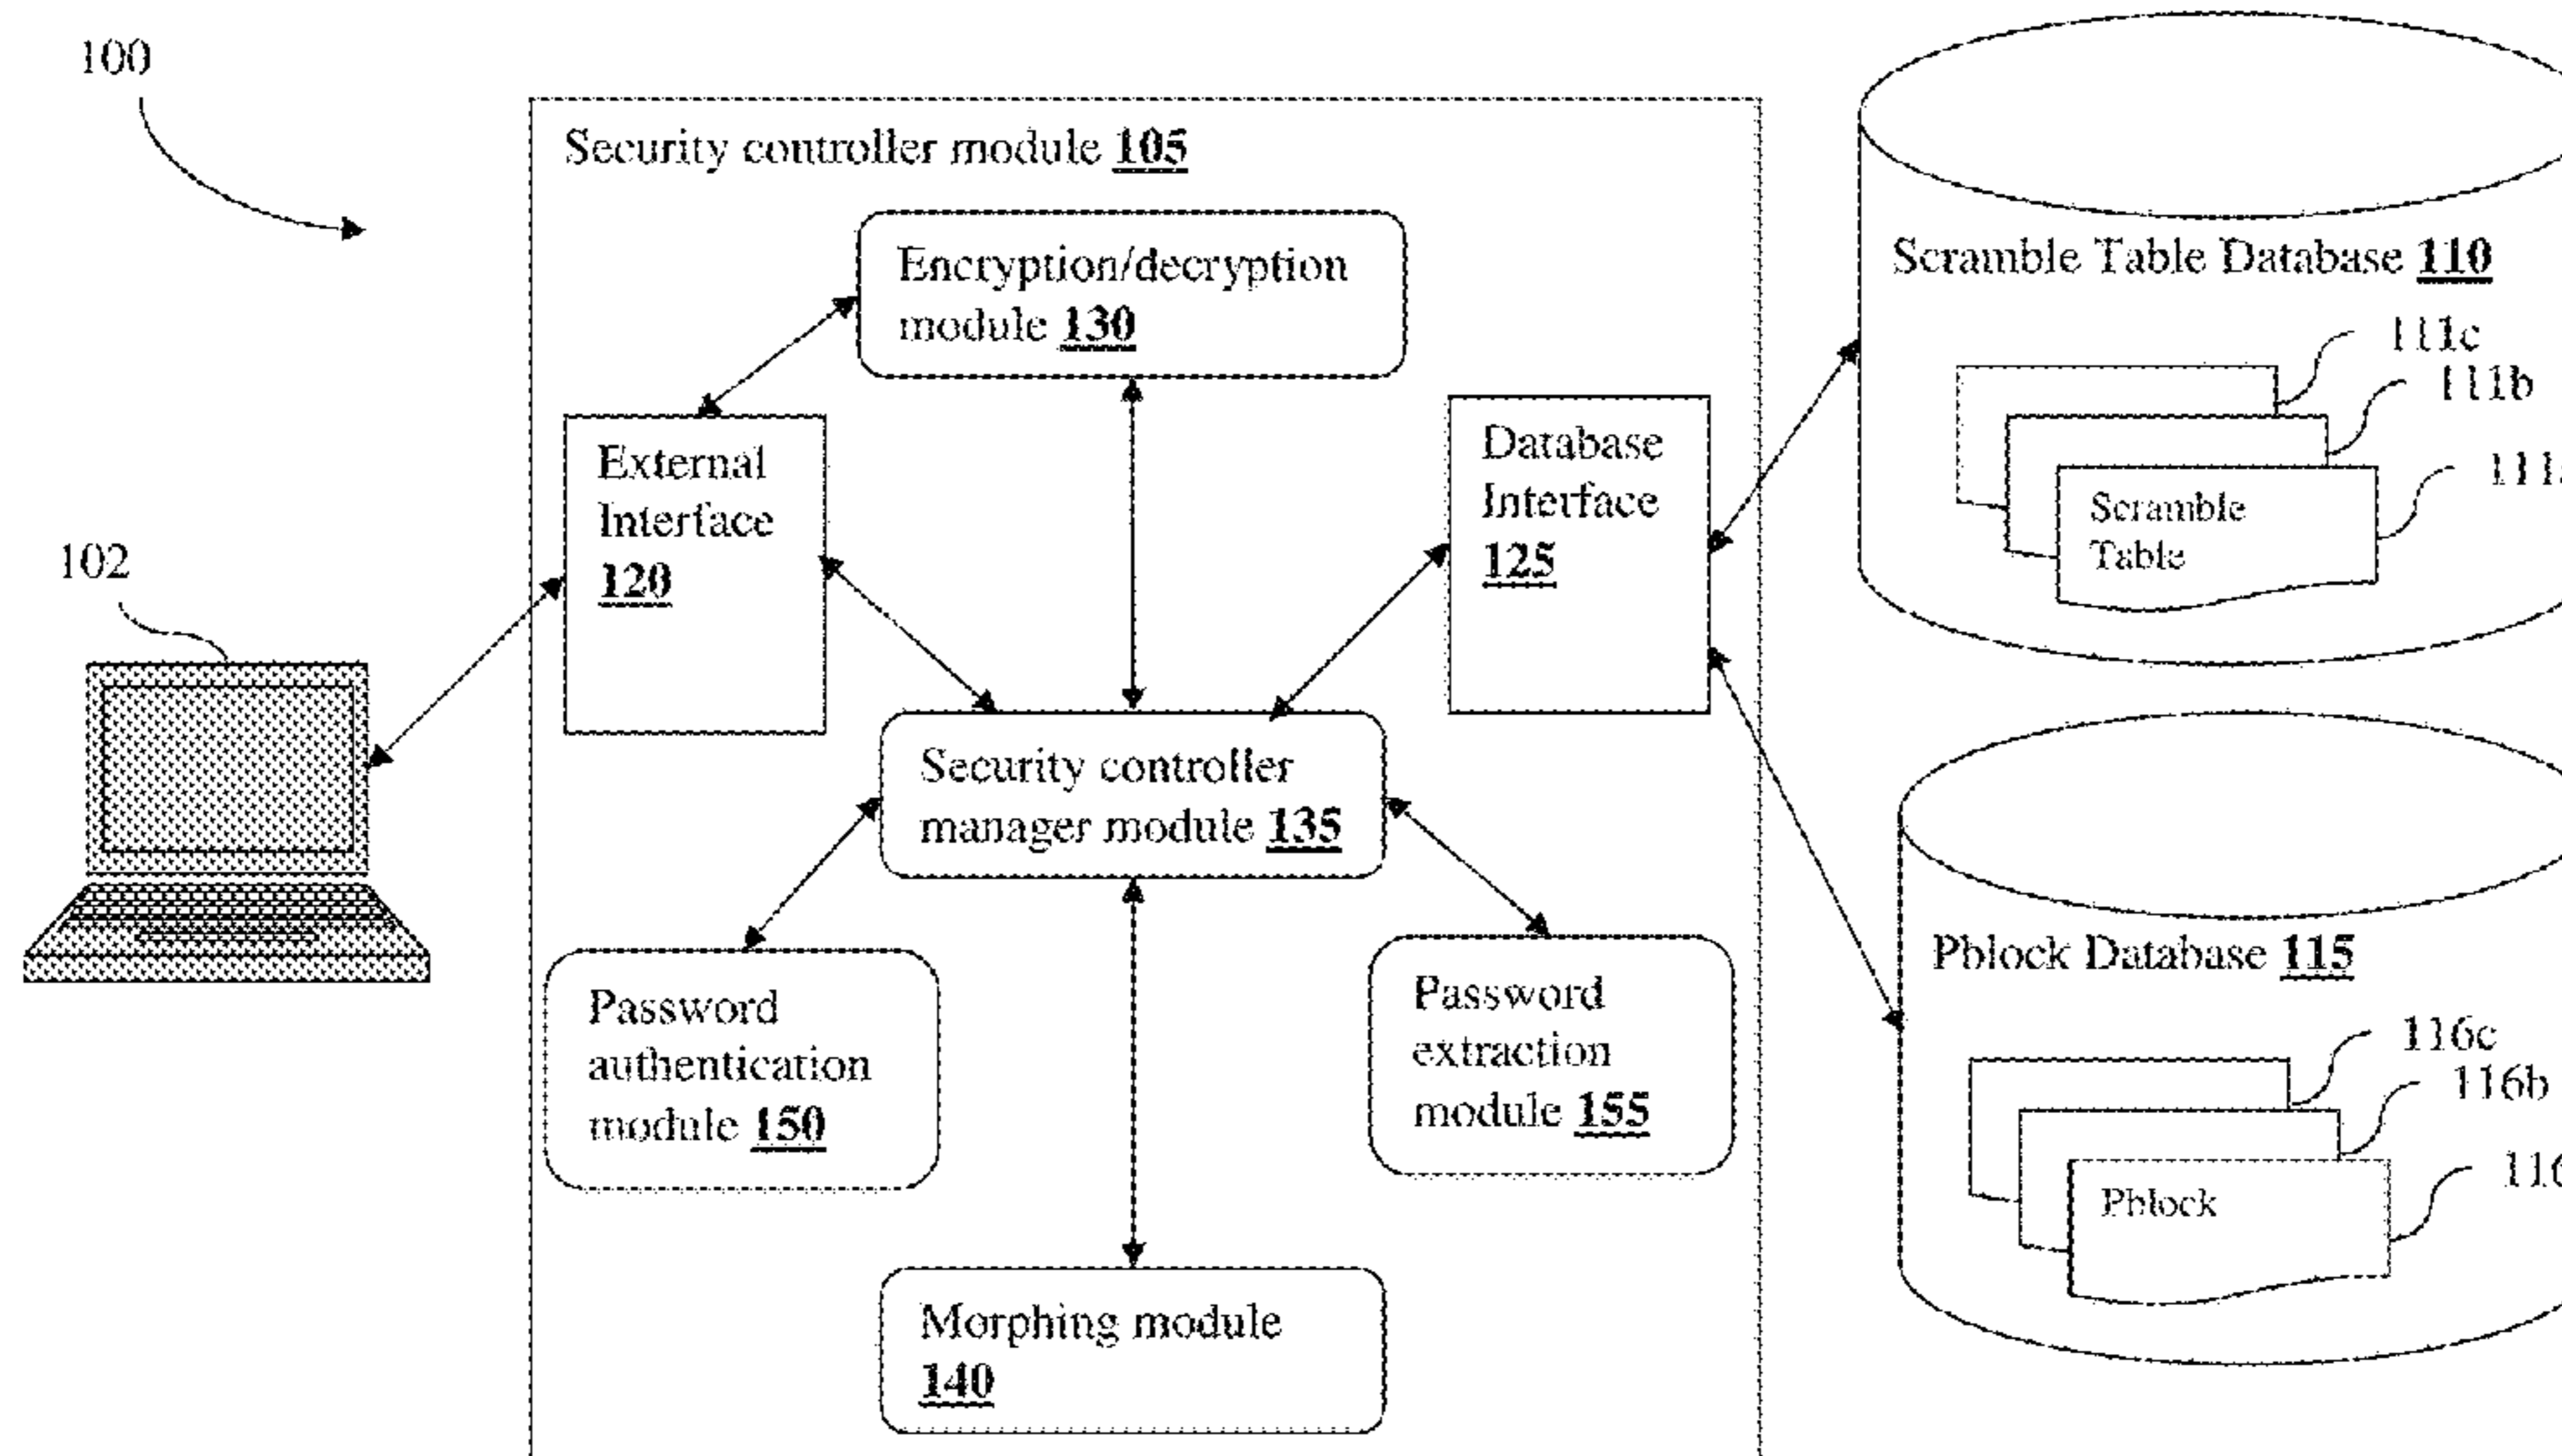 100
Security controller module 105
Encryption/decryption
module 130
External
Interface
120
Database
Interface
125
102
Security controller
manager module 135
Password
authentication
module 150
Password
extraction
module 155
Morphing module
140
Scramble Table Database 110
111c
111b
Scramble
Table
Pblock Database 115
116c
116b
Pblock